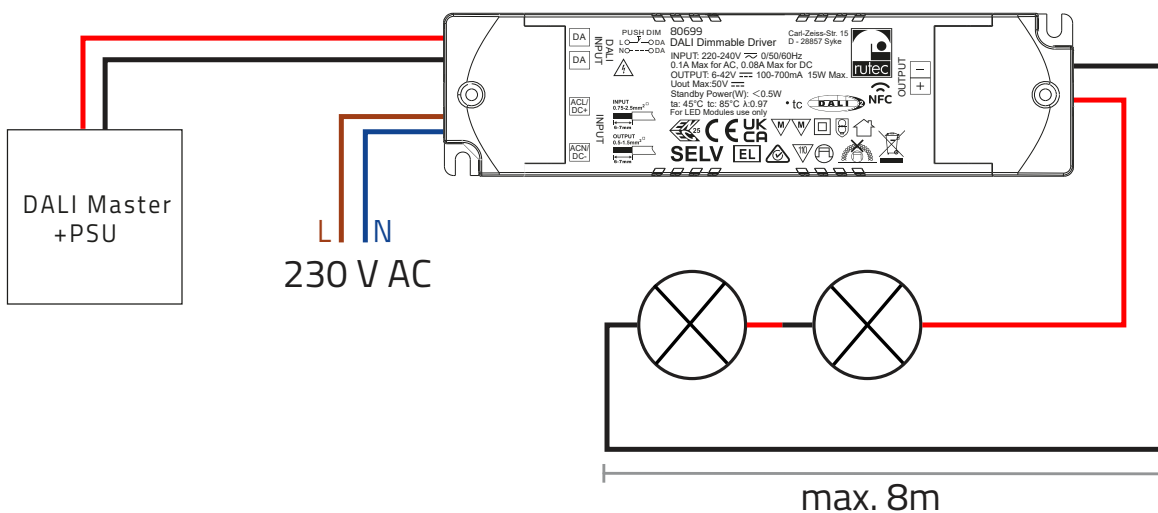 DALI Master
+PSU
L N
230 V AC
DA
DA
DALI
INPUT
ACL/
DC+
ACN/
DC-
INPUT
PUSH DIM
L DA
N DA
INPUT
0.75-2.5mm²
6-7mm
OUTPUT
0.5-1.5mm²
6-7mm
80699
DALI Dimmable Driver
INPUT: 220-240V 0/50/60Hz
0.1A Max for AC, 0.08A Max for DC
OUTPUT: 6-42V 100-700mA 15W Max.
Uout Max:50V
Standby Power(W): <0.5W
ta: 45°C tc: 85°C λ:0.97
For LED Modules use only
Carl-Zeiss-Str. 15
D - 28857 Syke
rutec
• tc DALI 2 NFC
25 CE UK
CA M M
SELV EL 110
OUTPUT
−
+
max. 8m